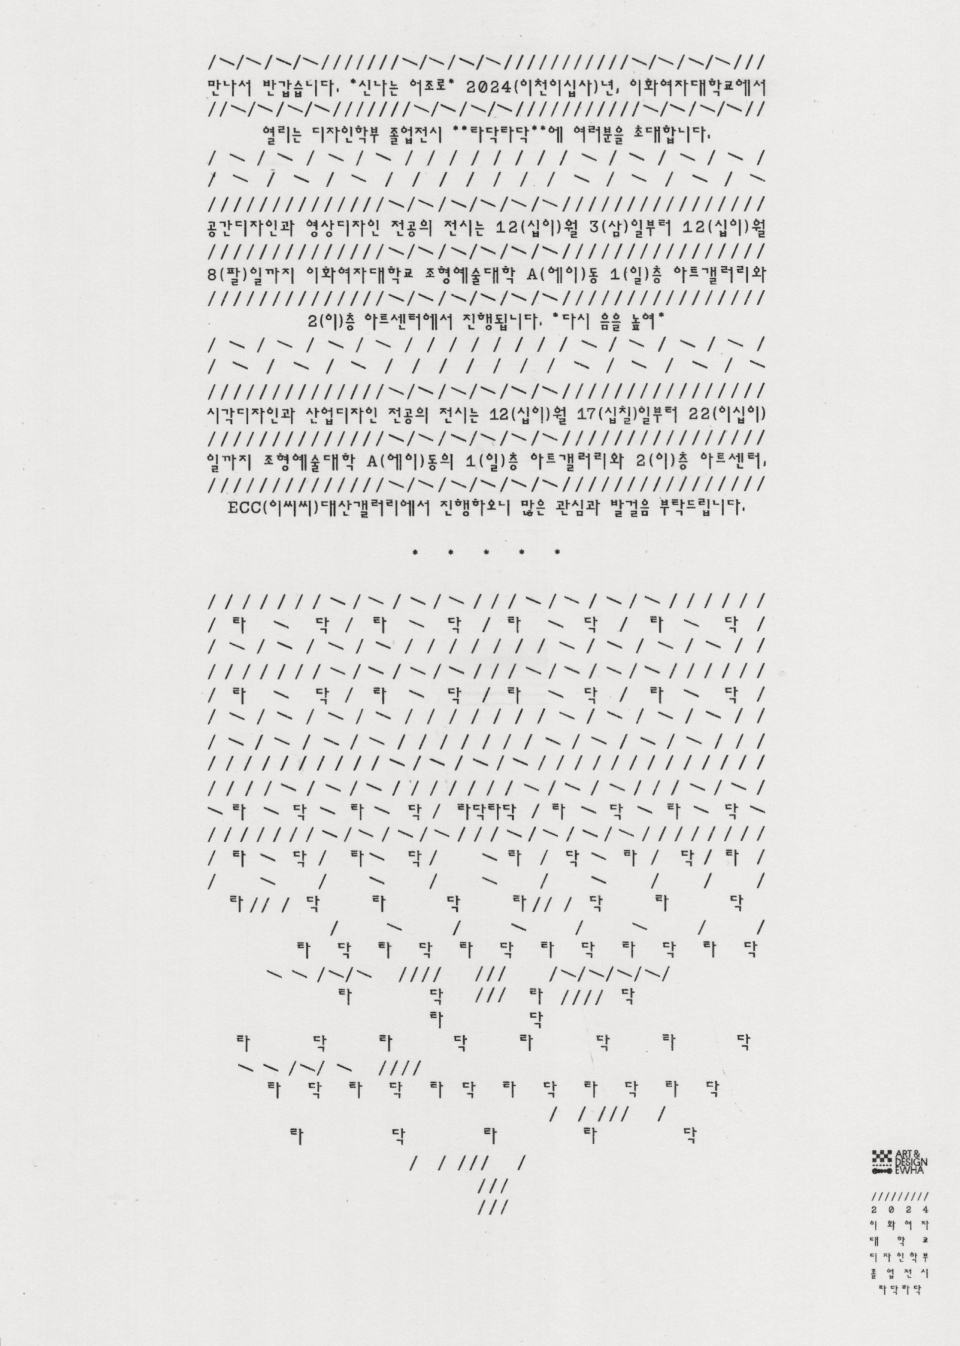 / ~ / ~ / ~ / ~ / / / / / / / ~ / ~ / ~ / ~ / / / / / / / / / / / ~ / ~ / ~ / ~ / / /
만나서 반갑습니다. *신나는 어조로* 2024(이천이십사)년, 이화여자대학교에서
열리는 디자인학부 졸업전시 **타닥타닥**에 여러분을 초대합니다.
공간디자인과 영상디자인 전공의 전시는 12(십이)월 3(삼)일부터 12(십이)월
8(팔)일까지 이화여자대학교 조형예술대학 A(에이)동 1(일)층 아트갤러리와
2(이)층 아트센터에서 진행됩니다. *다시 음을 높여*
시각디자인과 산업디자인 전공의 전시는 12(십이)월 17(십칠)일부터 22(이십이)
일까지 조형예술대학 A(에이)동의 1(일)층 아트갤러리와 2(이)층 아트센터,
ECC(이씨씨)대산갤러리에서 진행하오니 많은 관심과 발걸음 부탁드립니다.
* * * * *
/ 타 ~ 닥 / 타 ~ 닥 / 타 ~ 닥 / 타 ~ 닥 /
/ 타 ~ 닥 / 타 ~ 닥 / 타 ~ 닥 / 타 ~ 닥 /
~ 타 ~ 닥 ~ 타 ~ 닥 / 타닥타닥 / 타 ~ 닥 ~ 타 ~ 닥 ~
/ 타 ~ 닥 / 타 ~ 닥 / ~ 타 / 닥 ~ 타 / 닥 / 타 /
타 / / / 닥 타 닥 타 / / / 닥 타 닥
타 닥 타 닥 타 닥 타 닥 타 닥 타 닥
타 닥 / / / 타 / / / / 닥
타 닥
타 닥 타 닥 타 닥 타 닥
타 닥 타 닥 타 닥 타 닥 타 닥 타 닥
타 닥 타 타 닥
/ / / / / /
/ / /
/ / /
ART &
DESIGN
EWHA
/ / / / / / / / /
2 0 2 4
이 화 여 자
대 학 교
디 자 인 학 부
졸 업 전 시
타 닥 타 닥